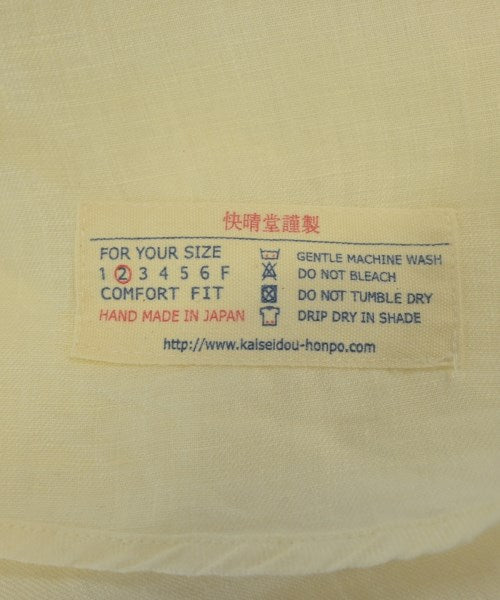 快晴堂謹製
FOR YOUR SIZE
1 2 3 4 5 6 F
COMFORT FIT
HAND MADE IN JAPAN
GENTLE MACHINE WASH
DO NOT BLEACH
DO NOT TUMBLE DRY
DRIP DRY IN SHADE
http://www.kaiseidou-honpo.com